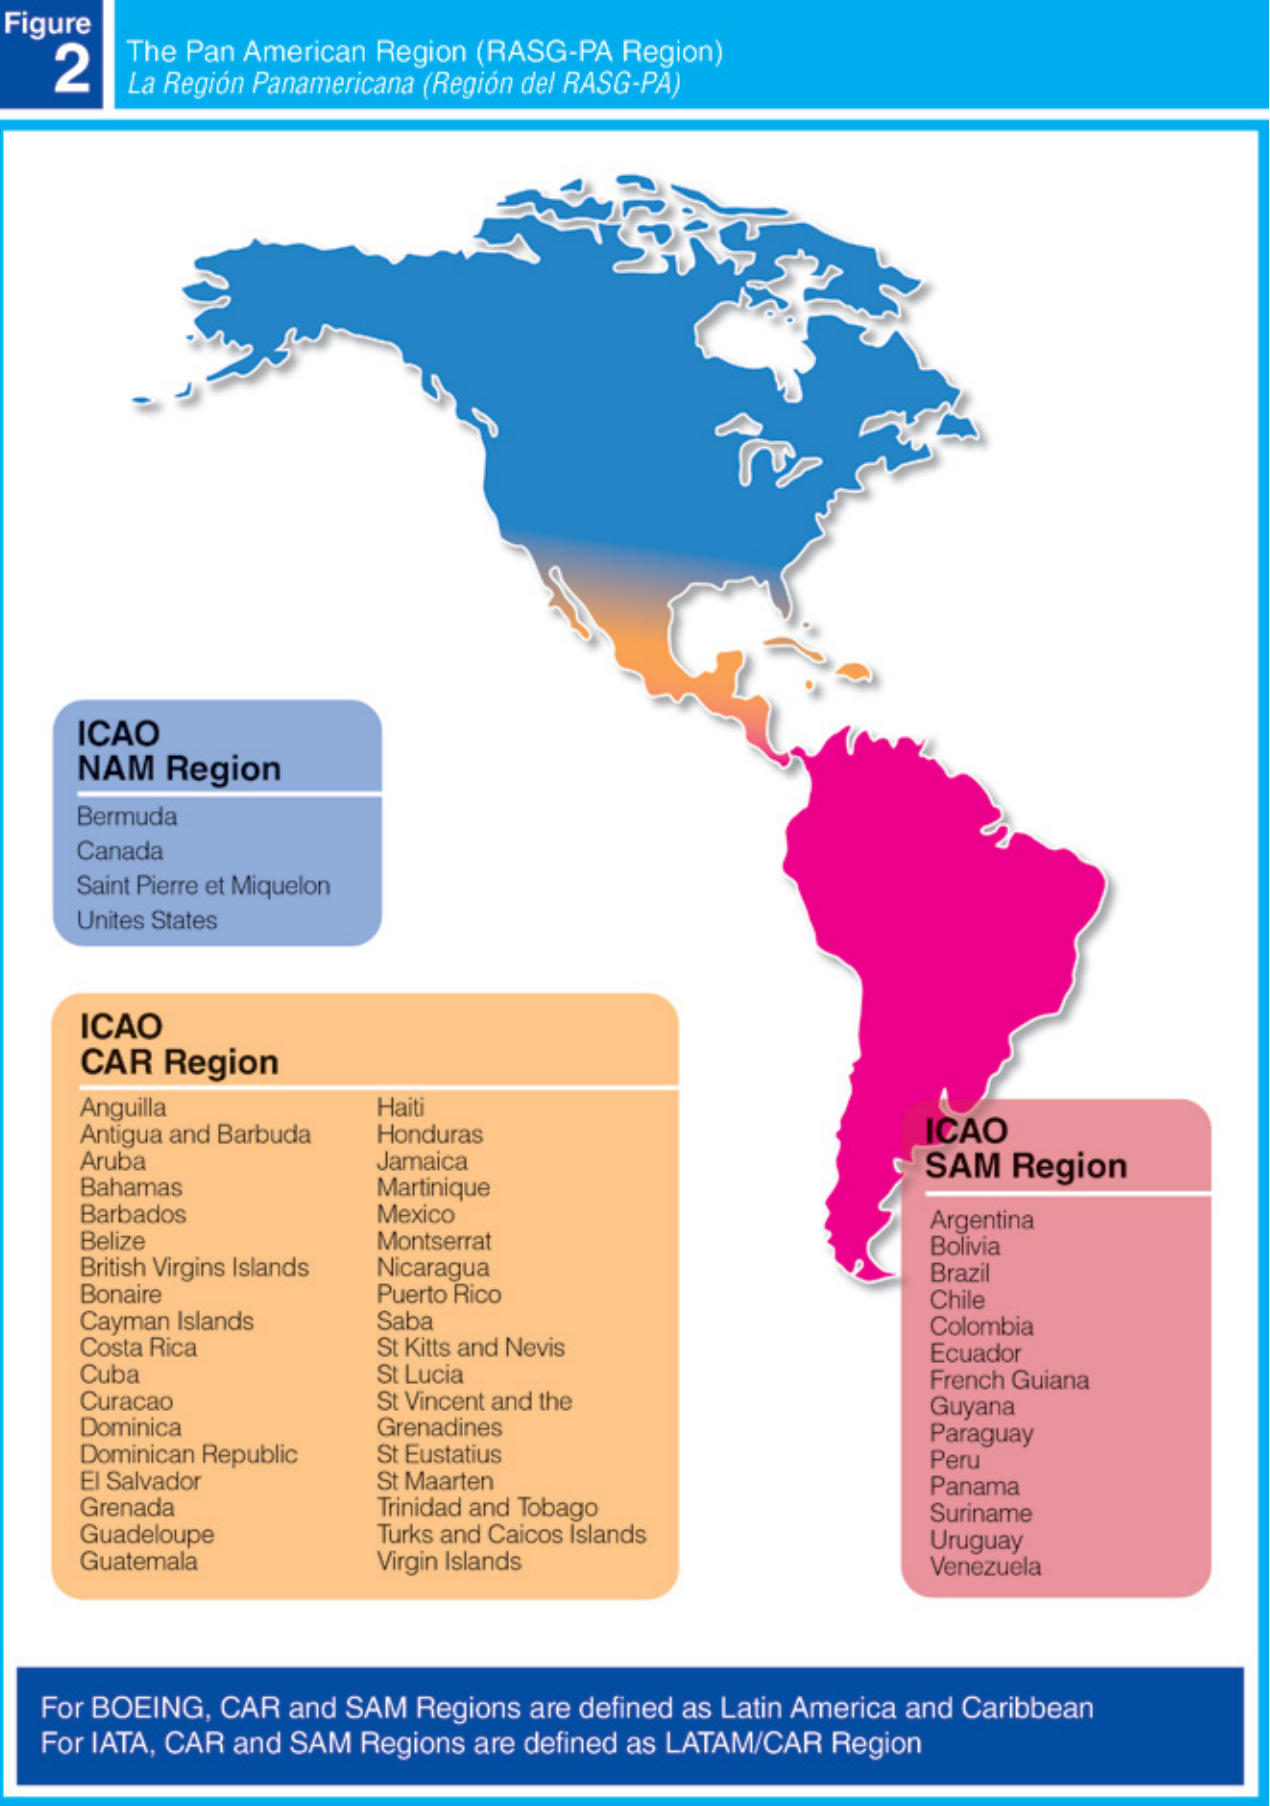 Figure
2
The Pan American Region (RASG-PA Region)
La Región Panamericana (Región del RASG-PA)
ICAO
NAM Region
Bermuda
Canada
Saint Pierre et Miquelon
Unites States
ICAO
CAR Region
Anguilla
Antigua and Barbuda
Aruba
Bahamas
Barbados
Belize
British Virgins Islands
Bonaire
Cayman Islands
Costa Rica
Cuba
Curacao
Dominica
Dominican Republic
El Salvador
Grenada
Guadeloupe
Guatemala
Haiti
Honduras
Jamaica
Martinique
Mexico
Montserrat
Nicaragua
Puerto Rico
Saba
St Kitts and Nevis
St Lucia
St Vincent and the
Grenadines
St Eustatius
St Maarten
Trinidad and Tobago
Turks and Caicos Islands
Virgin Islands
ICAO
SAM Region
Argentina
Bolivia
Brazil
Chile
Colombia
Ecuador
French Guiana
Guyana
Paraguay
Peru
Panama
Suriname
Uruguay
Venezuela
For BOEING, CAR and SAM Regions are defined as Latin America and Caribbean
For IATA, CAR and SAM Regions are defined as LATAM/CAR Region